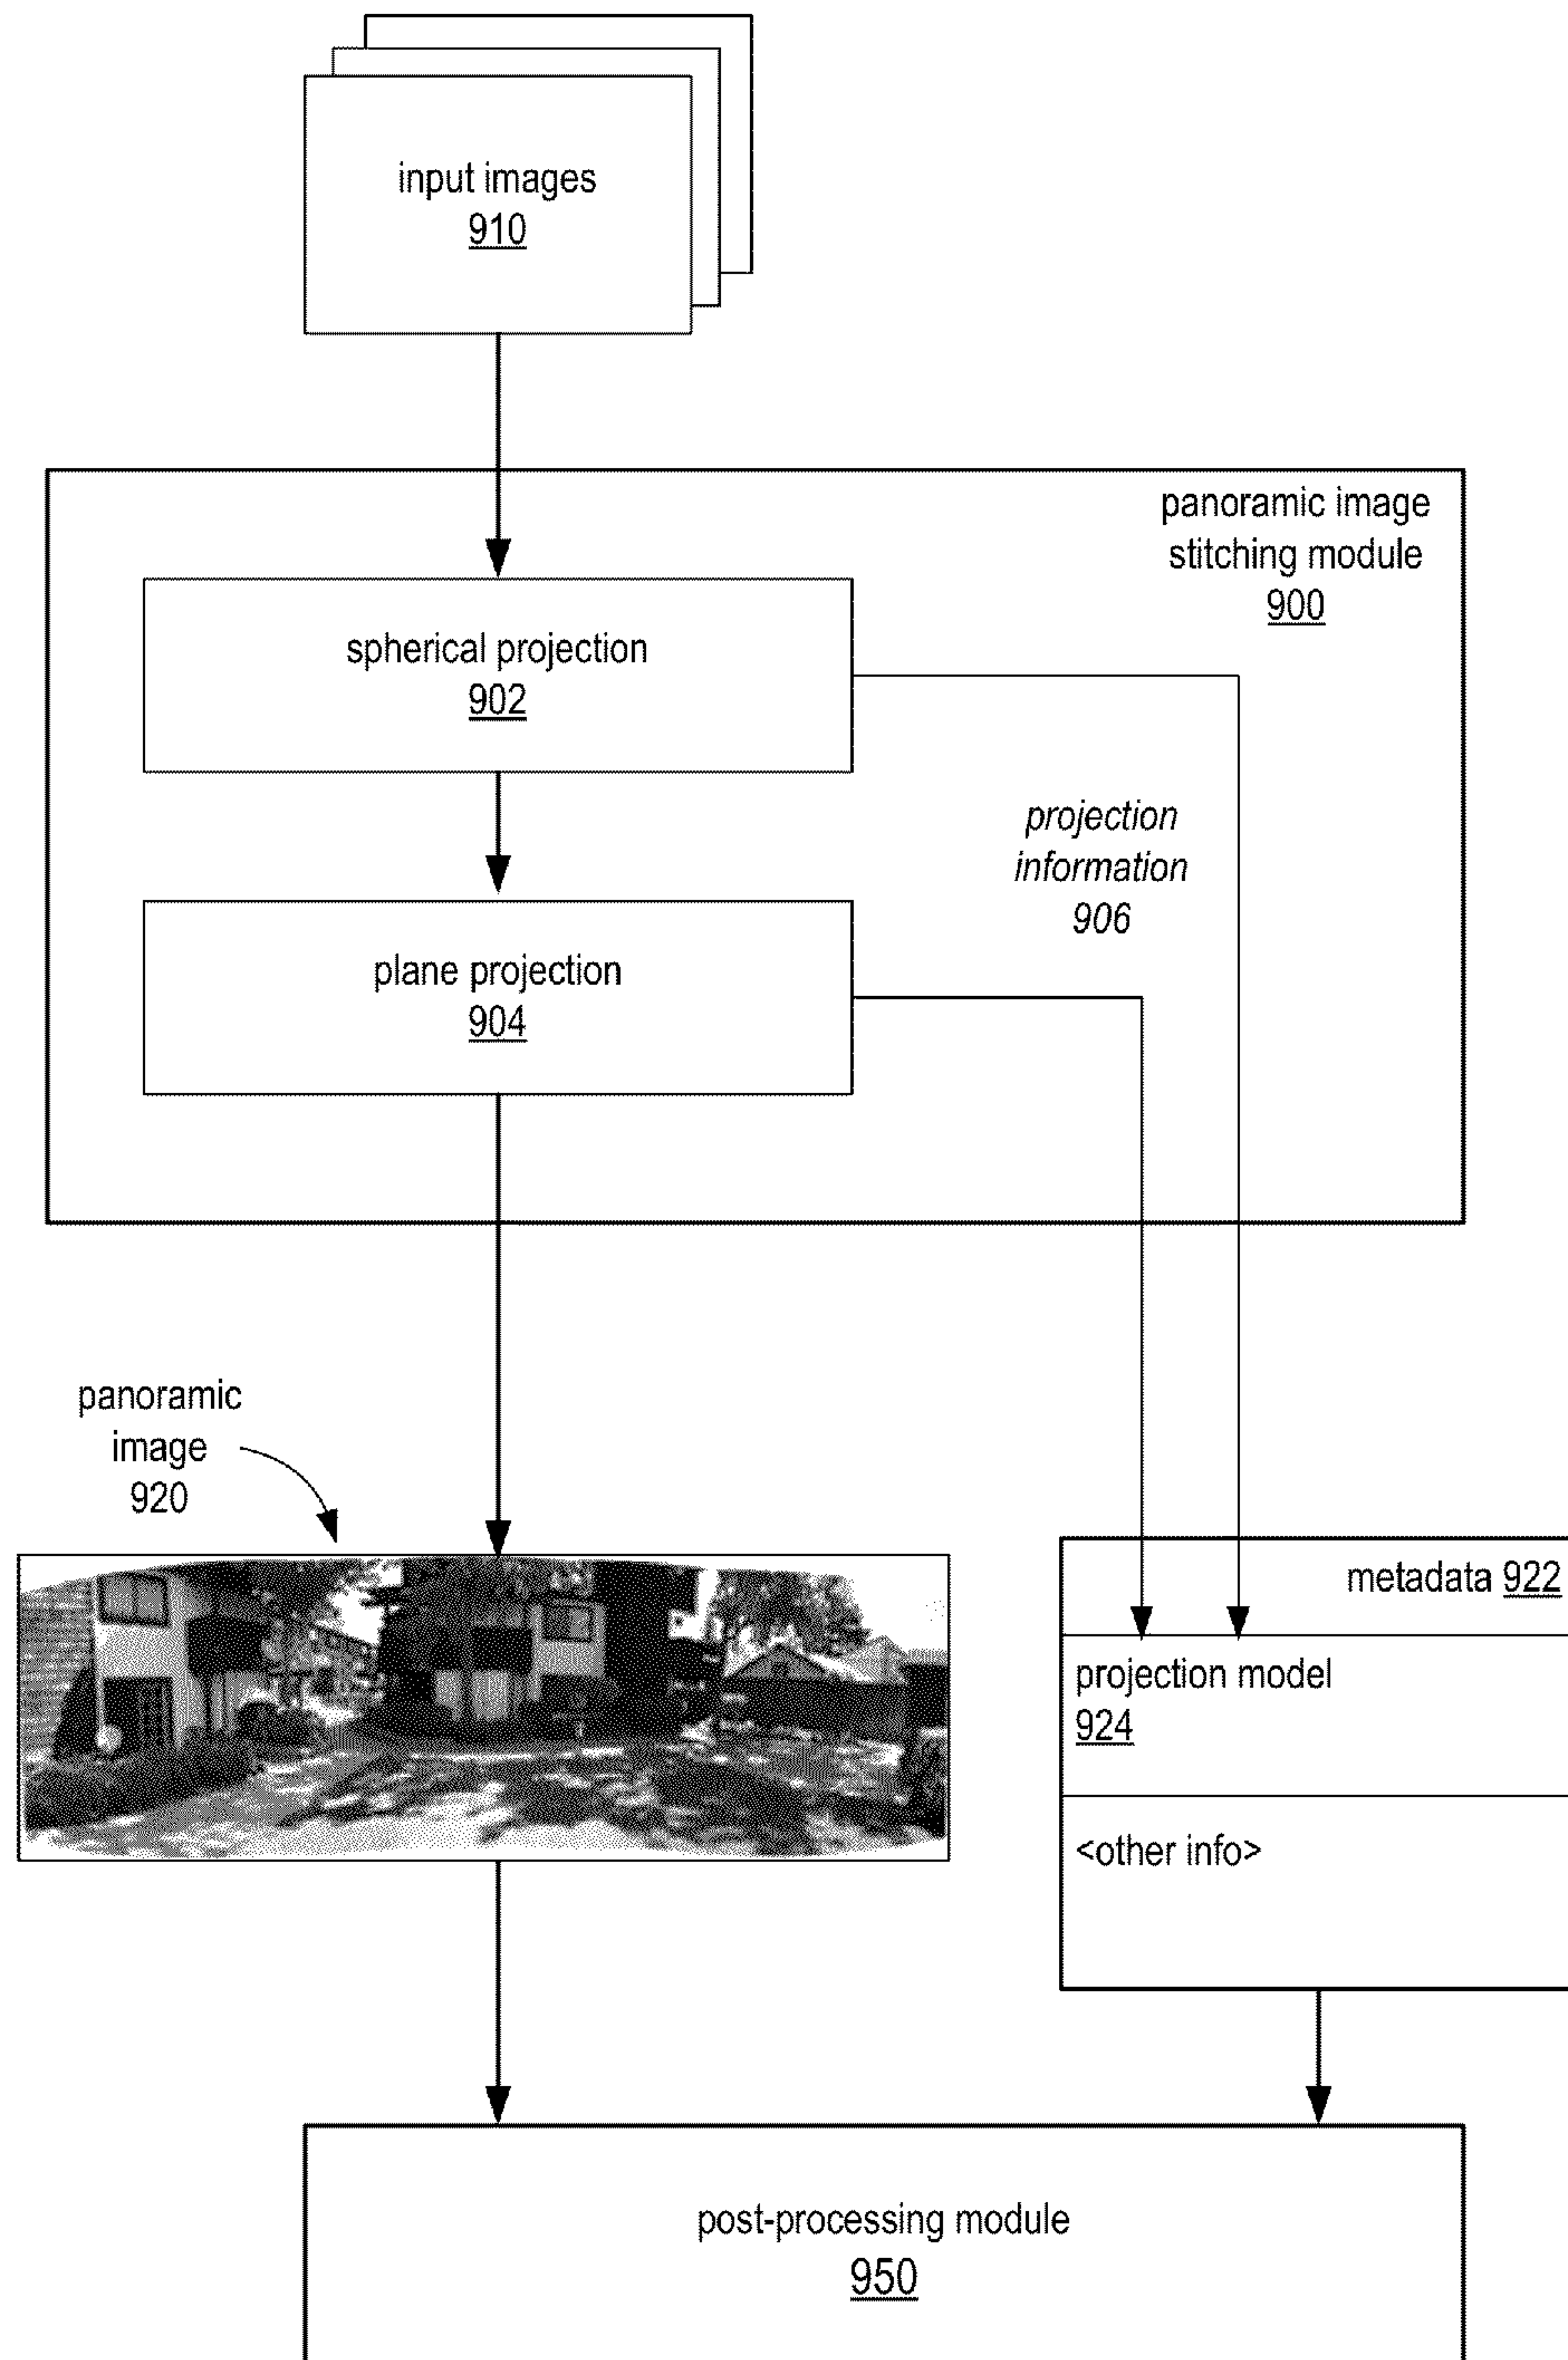 input images
910
panoramic image
stitching module
900
spherical projection
902
projection
information
906
plane projection
904
panoramic
image
920
metadata 922
projection model
924
<other info>
post-processing module
950